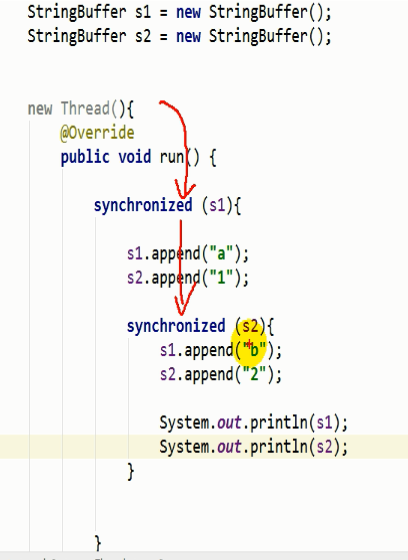 StringBuffer s1 = new StringBuffer();
StringBuffer s2 = new StringBuffer();
new Thread(){
@Override
public void run() {
synchronized (s1){
s1.append("a");
s2.append("1");
synchronized (s2){
s1.append("b");
s2.append("2");
System.out.println(s1);
System.out.println(s2);
}
}